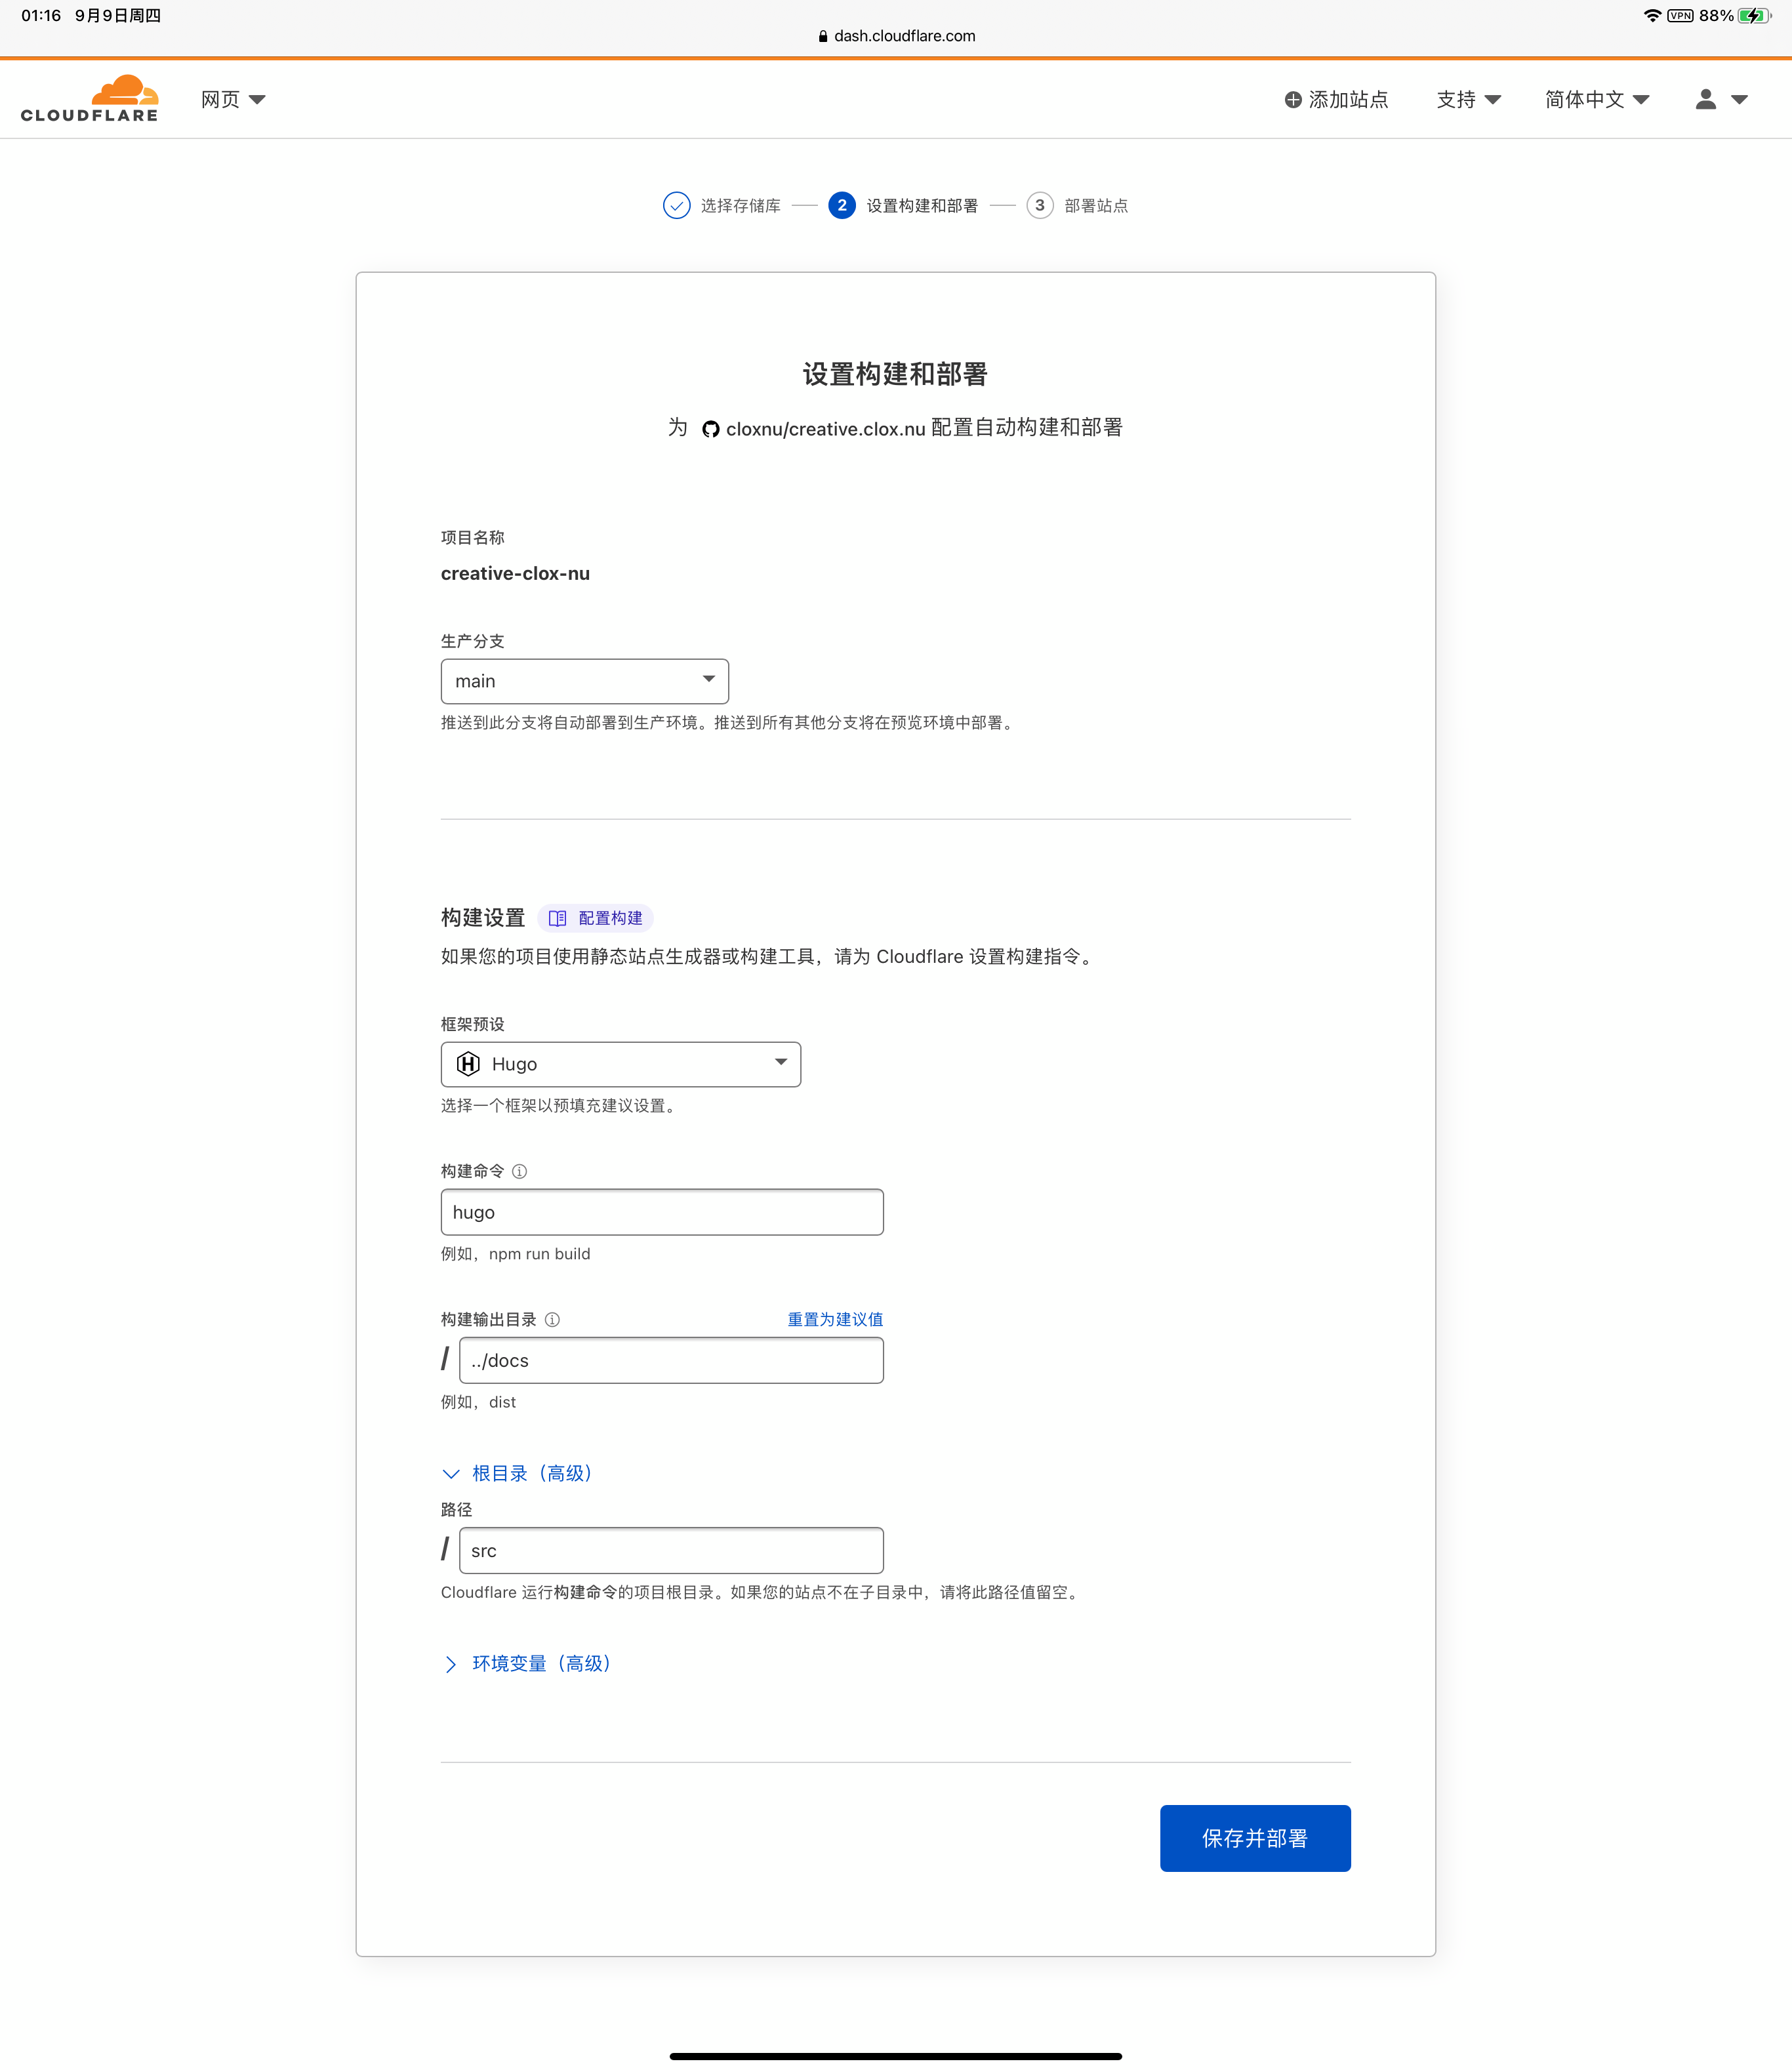 01:16 9月9日周四
VPN 88%
dash.cloudflare.com
CLOUDFLARE 网页 添加站点 支持 简体中文
选择存储库 2 设置构建和部署 3 部署站点
设置构建和部署
为 cloxnu/creative.clox.nu 配置自动构建和部署
项目名称
creative-clox-nu
生产分支
main
推送到此分支将自动部署到生产环境。推送到所有其他分支将在预览环境中部署。
构建设置 配置构建
如果您的项目使用静态站点生成器或构建工具，请为 Cloudflare 设置构建指令。
框架预设
Hugo
选择一个框架以预填充建议设置。
构建命令
hugo
例如，npm run build
构建输出目录 重置为建议值
/ ../docs
例如，dist
根目录（高级）
路径
/ src
Cloudflare 运行构建命令的项目根目录。如果您的站点不在子目录中，请将此路径值留空。
环境变量（高级）
保存并部署